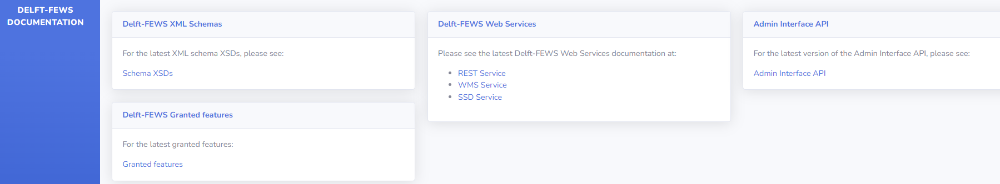 DELFT-FEWS
DOCUMENTATION
Delft-FEWS XML Schemas
For the latest XML schema XSDs, please see:
Schema XSDs
Delft-FEWS Granted features
For the latest granted features:
Granted features
Delft-FEWS Web Services
Please see the latest Delft-FEWS Web Services documentation at:
• REST Service
• WMS Service
• SSD Service
Admin Interface API
For the latest version of the Admin Interface API, please see:
Admin Interface API